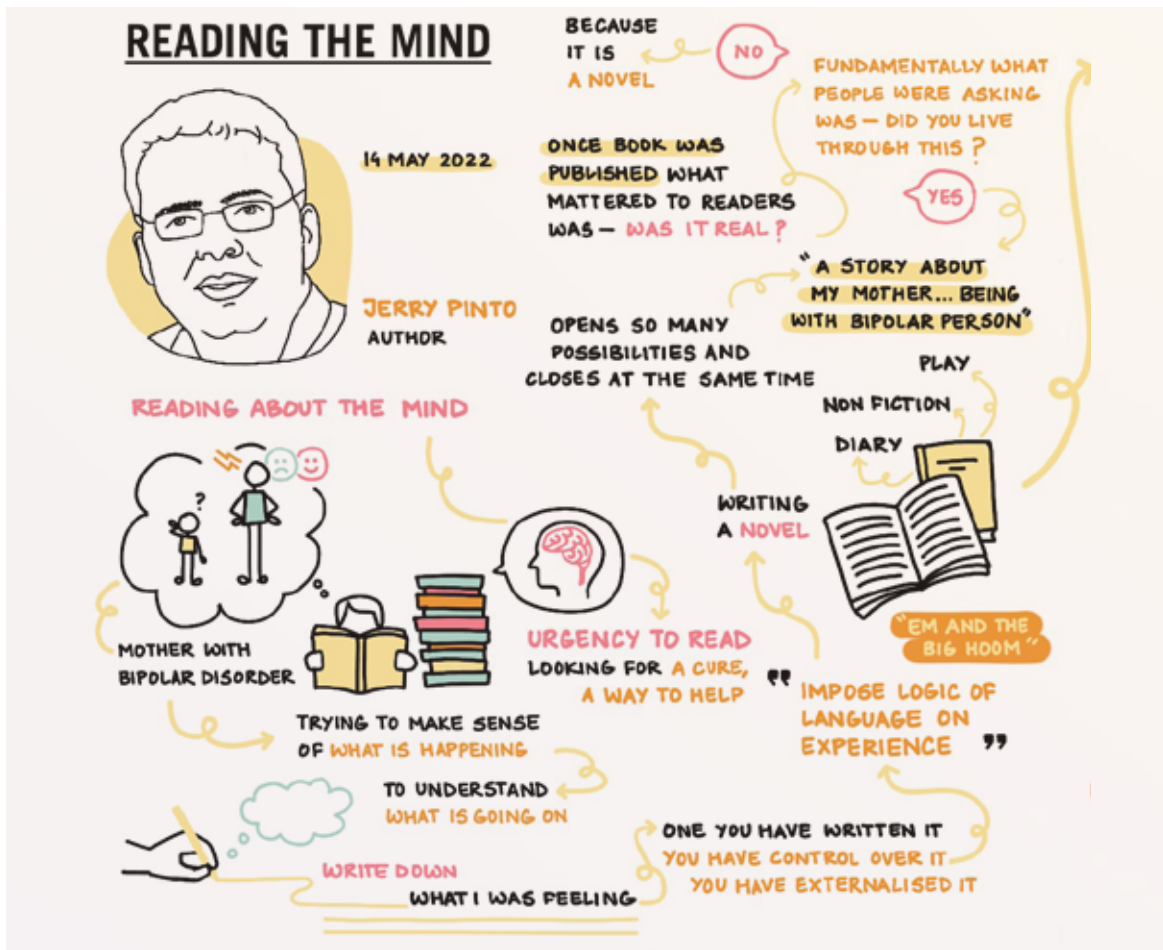 READING THE MIND
14 MAY 2022
JERRY PINTO
AUTHOR
READING ABOUT THE MIND
?
MOTHER WITH
BIPOLAR DISORDER
TRYING TO MAKE SENSE
OF WHAT IS HAPPENING
TO UNDERSTAND
WHAT IS GOING ON
WRITE DOWN
WHAT I WAS FEELING
URGENCY TO READ
LOOKING FOR A CURE,
A WAY TO HELP
ONE YOU HAVE WRITTEN IT
YOU HAVE CONTROL OVER IT
YOU HAVE EXTERNALISED IT
"IMPOSE LOGIC OF
LANGUAGE ON
EXPERIENCE"
WRITING
A NOVEL
OPENS SO MANY
POSSIBILITIES AND
CLOSES AT THE SAME TIME
"A STORY ABOUT
MY MOTHER... BEING
WITH BIPOLAR PERSON"
ONCE BOOK WAS
PUBLISHED WHAT
MATTERED TO READERS
WAS – WAS IT REAL?
FUNDAMENTALLY WHAT
PEOPLE WERE ASKING
WAS – DID YOU LIVE
THROUGH THIS?
YES
NO
BECAUSE
IT IS
A NOVEL
PLAY
NON FICTION
DIARY
"EM AND THE
BIG HOOM"